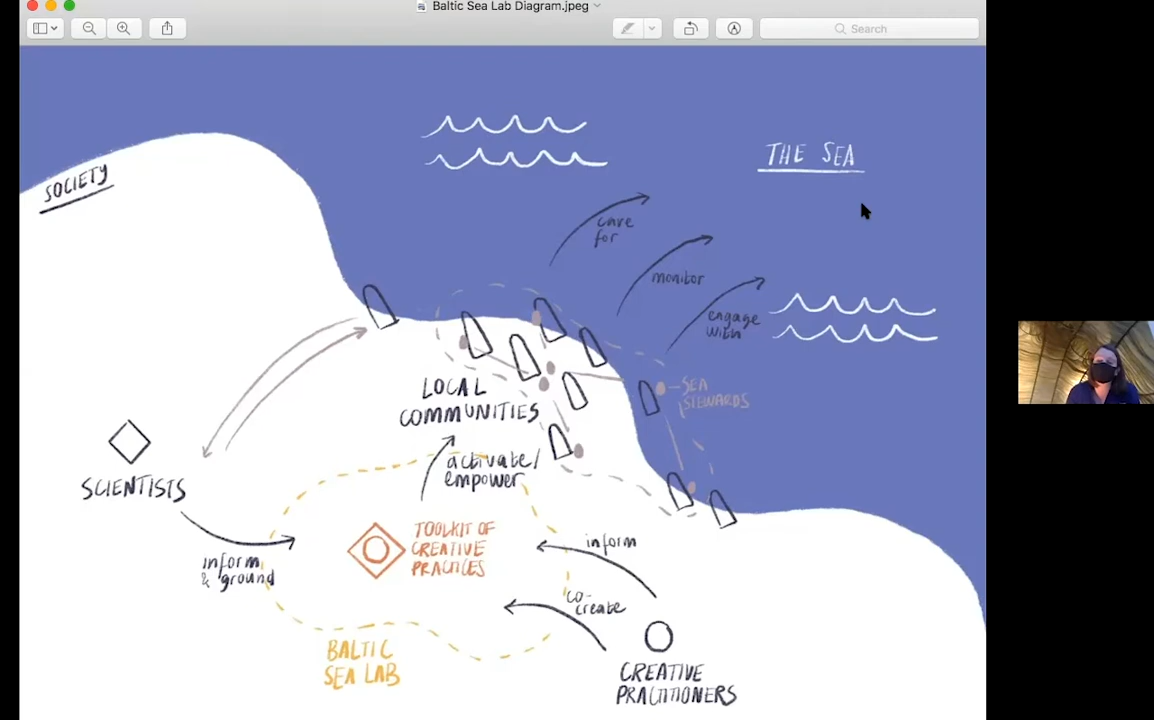 Baltic Sea Lab Diagram.jpeg
Search
THE SEA
SOCIETY
care
for
monitor
engage
with
SEA
STEWARDS
LOCAL
COMMUNITIES
activate/
empower
SCIENTISTS
TOOLKIT OF
CREATIVE
PRACTICES
inform
inform
& ground
co-
create
BALTIC
SEA LAB
CREATIVE
PRACTITIONERS